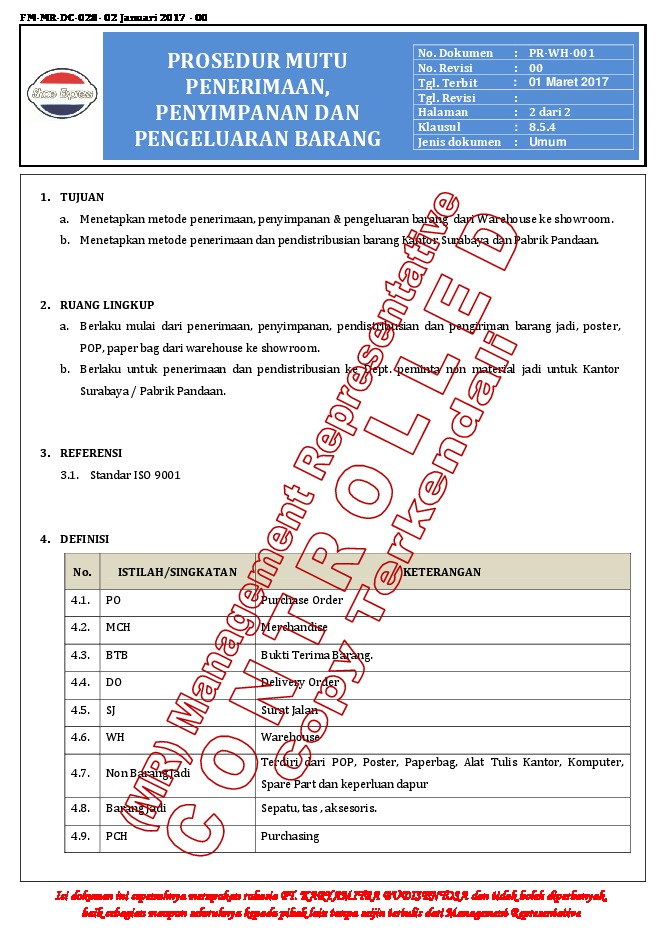 FM-MR-DC-028- 02 Januari 2017 - 00
Shoe Express
PROSEDUR MUTU
PENERIMAAN,
PENYIMPANAN DAN
PENGELUARAN BARANG
No. Dokumen : PR-WH-001
No. Revisi : 00
Tgl. Terbit : 01 Maret 2017
Tgl. Revisi :
Halaman : 2 dari 2
Klausul : 8.5.4
Jenis dokumen : Umum
1. TUJUAN
a. Menetapkan metode penerimaan, penyimpanan & pengeluaran barang dari Warehouse ke showroom.
b. Menetapkan metode penerimaan dan pendistribusian barang Kantor Surabaya dan Pabrik Pandaan.
2. RUANG LINGKUP
a. Berlaku mulai dari penerimaan, penyimpanan, pendistribusian dan pengiriman barang jadi, poster,
POP, paper bag dari warehouse ke showroom.
b. Berlaku untuk penerimaan dan pendistribusian ke Dept. peminta non material jadi untuk Kantor
Surabaya / Pabrik Pandaan.
3. REFERENSI
3.1. Standar ISO 9001
4. DEFINISI
No. ISTILAH/SINGKATAN KETERANGAN
4.1. PO Purchase Order
4.2. MCH Merchandise
4.3. BTB Bukti Terima Barang.
4.4. DO Delivery Order
4.5. SJ Surat Jalan
4.6. WH Warehouse
4.7. Non Barang Jadi Terdiri dari POP, Poster, Paperbag, Alat Tulis Kantor, Komputer,
Spare Part dan keperluan dapur
4.8. Barang Jadi Sepatu, tas , aksesoris.
4.9. PCH Purchasing
(MR) Management Representative
CONTROLLED
Copy Terkendali
Isi dokumen ini sepenuhnya merupakan rahasia PT. KARYAMITRA BUDISENTOSA dan tidak boleh diperbanyak,
baik sebagian maupun seluruhnya kepada pihak lain tanpa seijin tertulis dari Management Representative